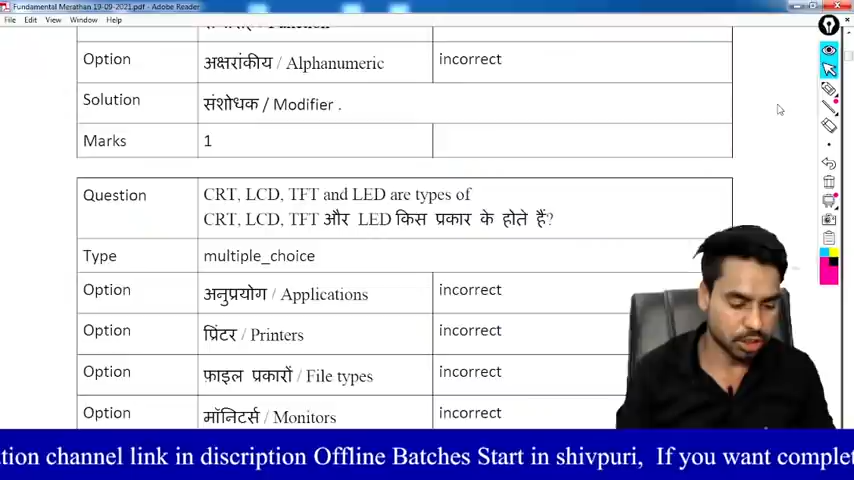 Fundamental Merathan 19-09-2021.pdf - Adobe Reader
File Edit View Window Help
Option अक्षरांकीय / Alphanumeric incorrect
Solution संशोधक / Modifier .
Marks 1
Question CRT, LCD, TFT and LED are types of
CRT, LCD, TFT और LED किस प्रकार के होते हैं?
Type multiple_choice
Option अनुप्रयोग / Applications incorrect
Option प्रिंटर / Printers incorrect
Option फ़ाइल प्रकारों / File types incorrect
Option मॉनिटर्स / Monitors incorrect
ation channel link in discription Offline Batches Start in shivpuri, If you want complet